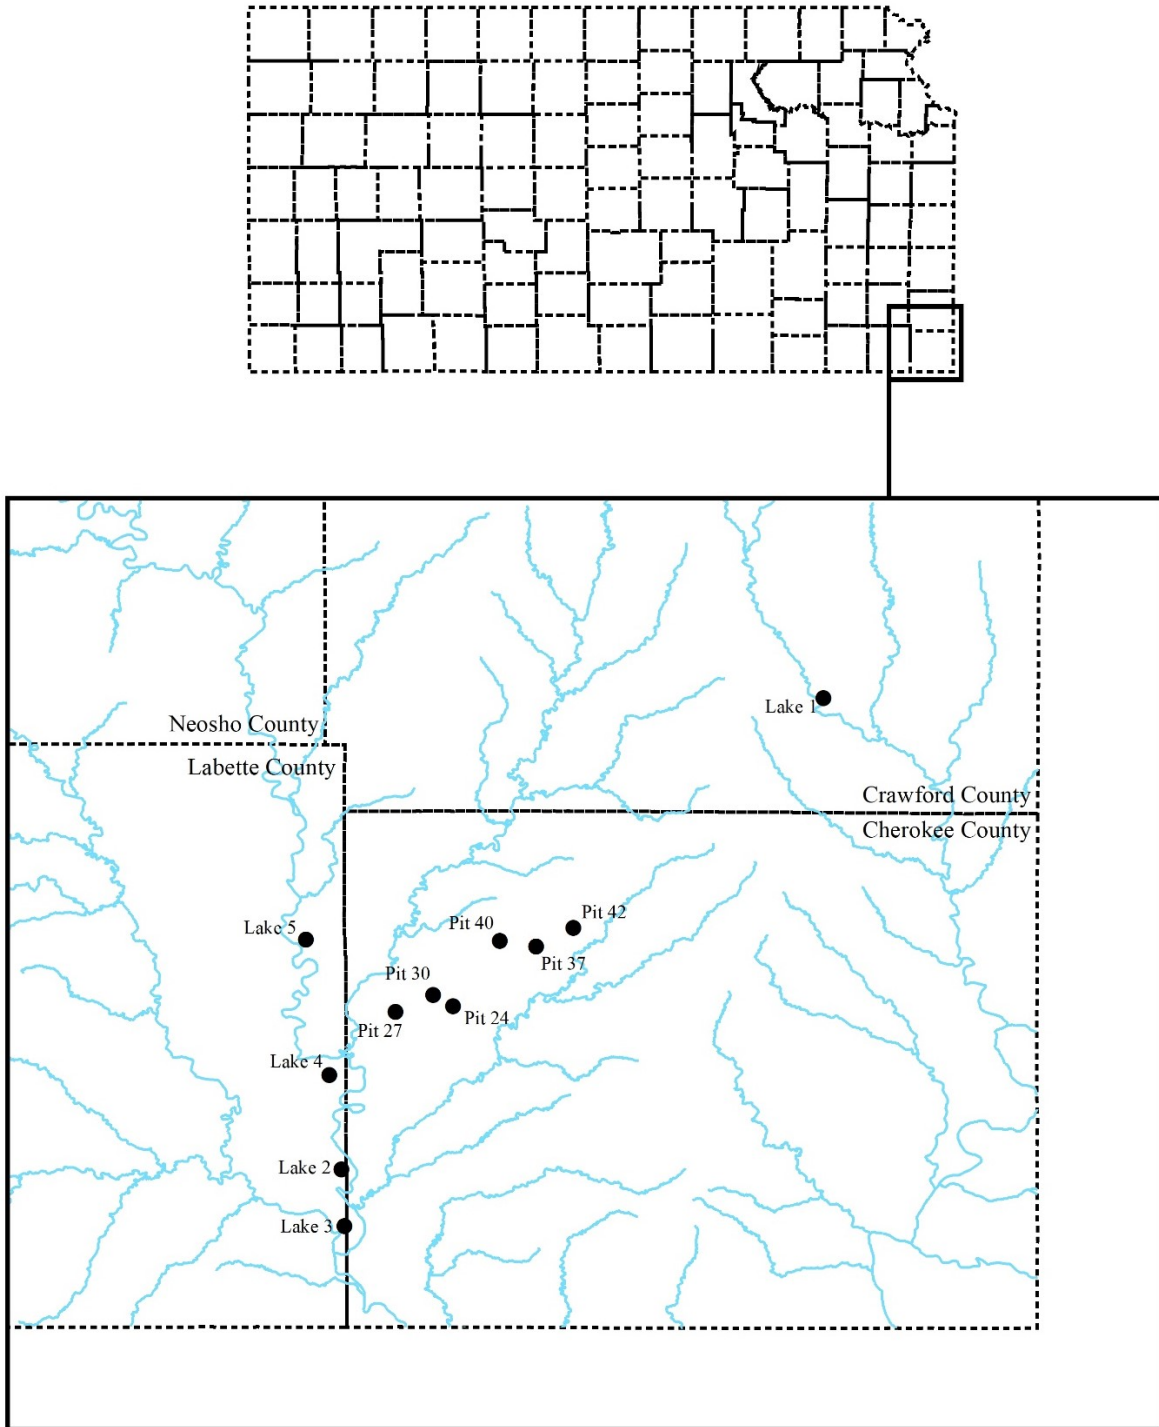 Lake 1
Neosho County
Labette County
Crawford County
Cherokee County
Pit 42
Pit 40
Lake 5
Pit 37
Pit 30
Pit 24
Pit 27
Lake 4
Lake 2
Lake 3